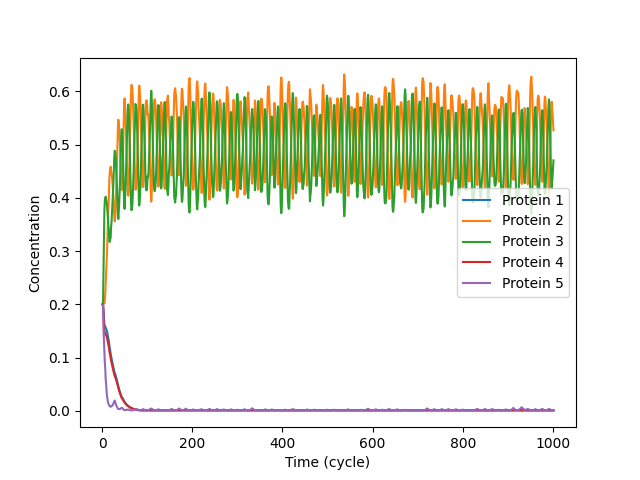 0.6
0.5
0.4
0.3
0.2
0.1
0.0
Concentration
Protein 1
Protein 2
Protein 3
Protein 4
Protein 5
0 200 400 600 800 1000
Time (cycle)